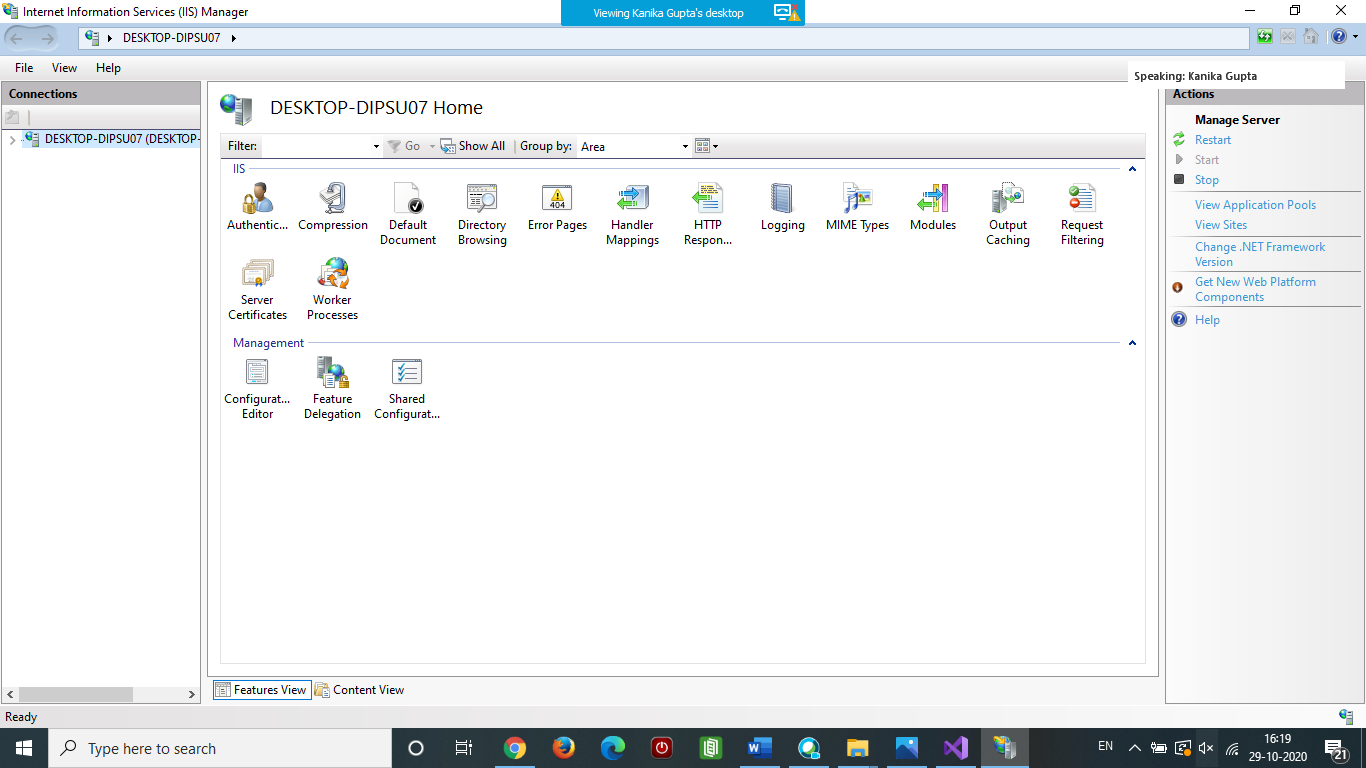 Internet Information Services (IIS) Manager
Viewing Kanika Gupta's desktop
DESKTOP-DIPSU07
File View Help
Speaking: Kanika Gupta
Connections
DESKTOP-DIPSU07 (DESKTOP-
DESKTOP-DIPSU07 Home
Filter: Go Show All Group by: Area
IIS
Authentic... Compression Default Document Directory Browsing Error Pages Handler Mappings HTTP Respon... Logging MIME Types Modules Output Caching Request Filtering
404
Server Certificates Worker Processes
Management
Configurat... Editor Feature Delegation Shared Configurat...
Features View Content View
Actions
Manage Server
Restart
Start
Stop
View Application Pools
View Sites
Change .NET Framework
Version
Get New Web Platform
Components
Help
Ready
Type here to search
W
EN
16:19
29-10-2020
21